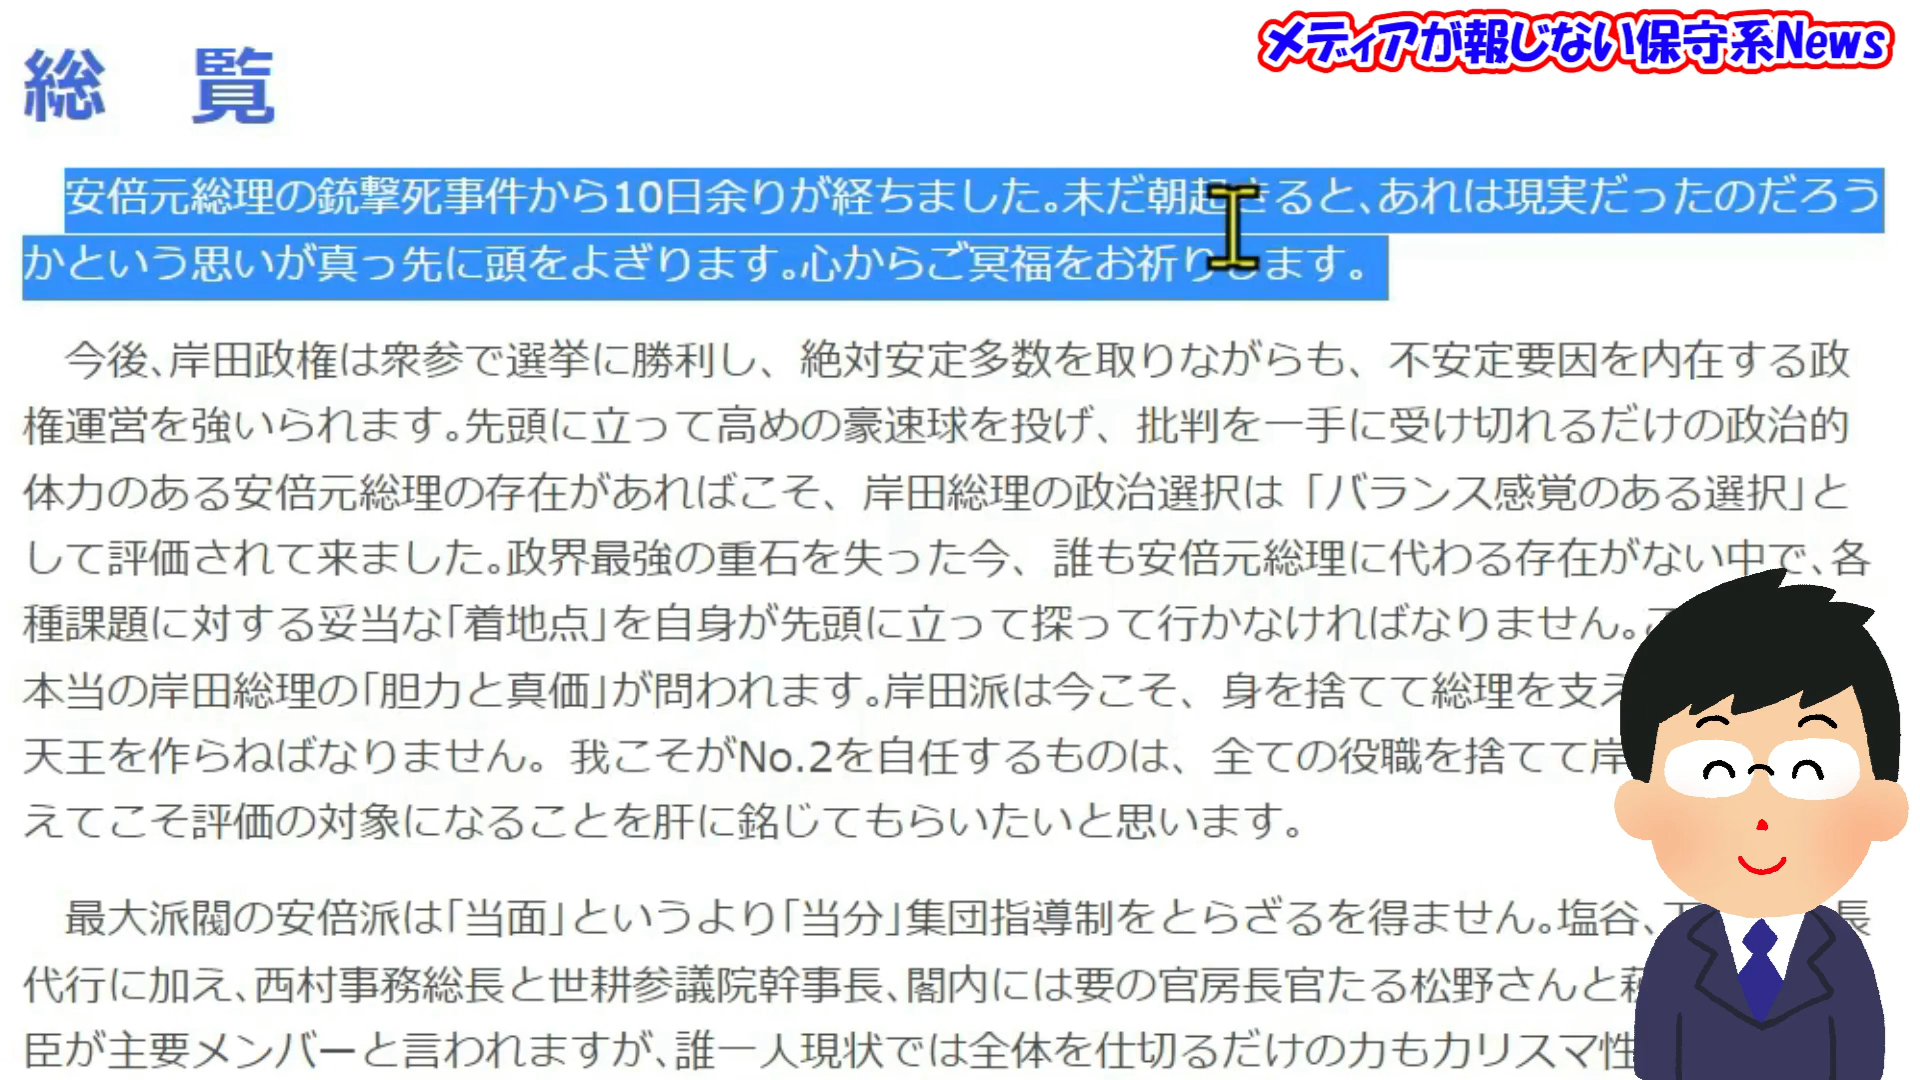 メディアが報じない保守系News
総 覧
安倍元総理の銃撃死事件から10日余りが経ちました。未だ朝起きると、あれは現実だったのだろう
かという思いが真っ先に頭をよぎります。心からご冥福をお祈りします。
今後、岸田政権は衆参で選挙に勝利し、絶対安定多数を取りながらも、不安定要因を内在する政
権運営を強いられます。先頭に立って高めの豪速球を投げ、批判を一手に受け切れるだけの政治的
体力のある安倍元総理の存在があればこそ、岸田総理の政治選択は「バランス感覚のある選択」と
して評価されて来ました。政界最強の重石を失った今、誰も安倍元総理に代わる存在がない中で、各
種課題に対する妥当な「着地点」を自身が先頭に立って探って行かなければなりません。
本当の岸田総理の「胆力と真価」が問われます。岸田派は今こそ、身を捨てて総理を支え
天王を作らねばなりません。我こそがNo.2を自任するものは、全ての役職を捨てて岸
えてこそ評価の対象になることを肝に銘じてもらいたいと思います。
最大派閥の安倍派は「当面」というより「当分」集団指導制をとらざるを得ません。塩谷、下 長
代行に加え、西村事務総長と世耕参議院幹事長、閣内には要の官房長官たる松野さんと
臣が主要メンバーと言われますが、誰一人現状では全体を仕切るだけの力もカリスマ性